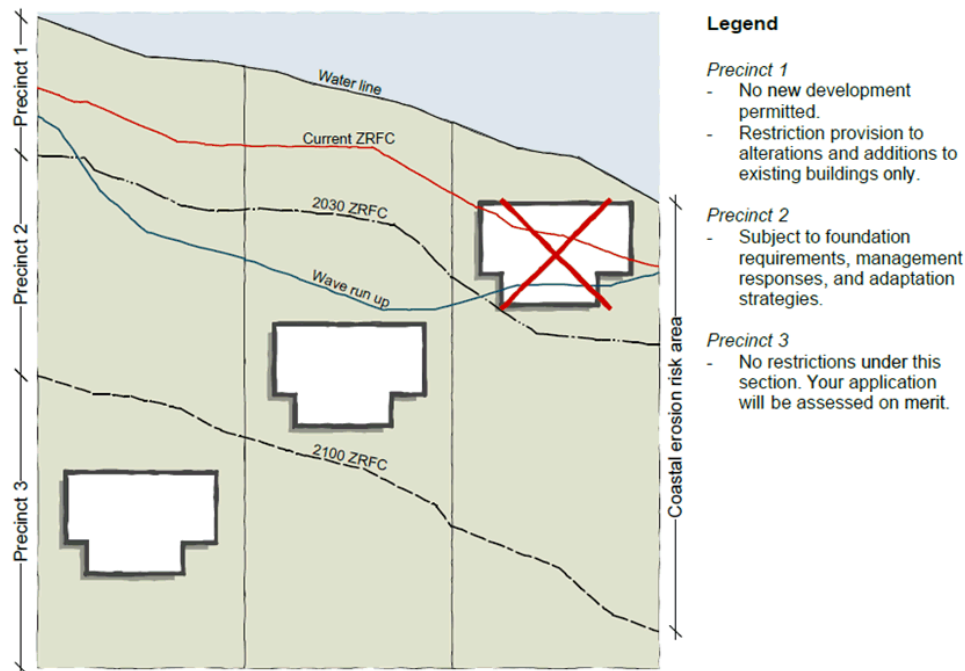 Precinct 1
Precinct 2
Precinct 3
Water line
Current ZRFC
2030 ZRFC
Wave run up
2100 ZRFC
Coastal erosion risk area
Legend
Precinct 1
- No new development
permitted.
- Restriction provision to
alterations and additions to
existing buildings only.
Precinct 2
- Subject to foundation
requirements, management
responses, and adaptation
strategies.
Precinct 3
- No restrictions under this
section. Your application
will be assessed on merit.